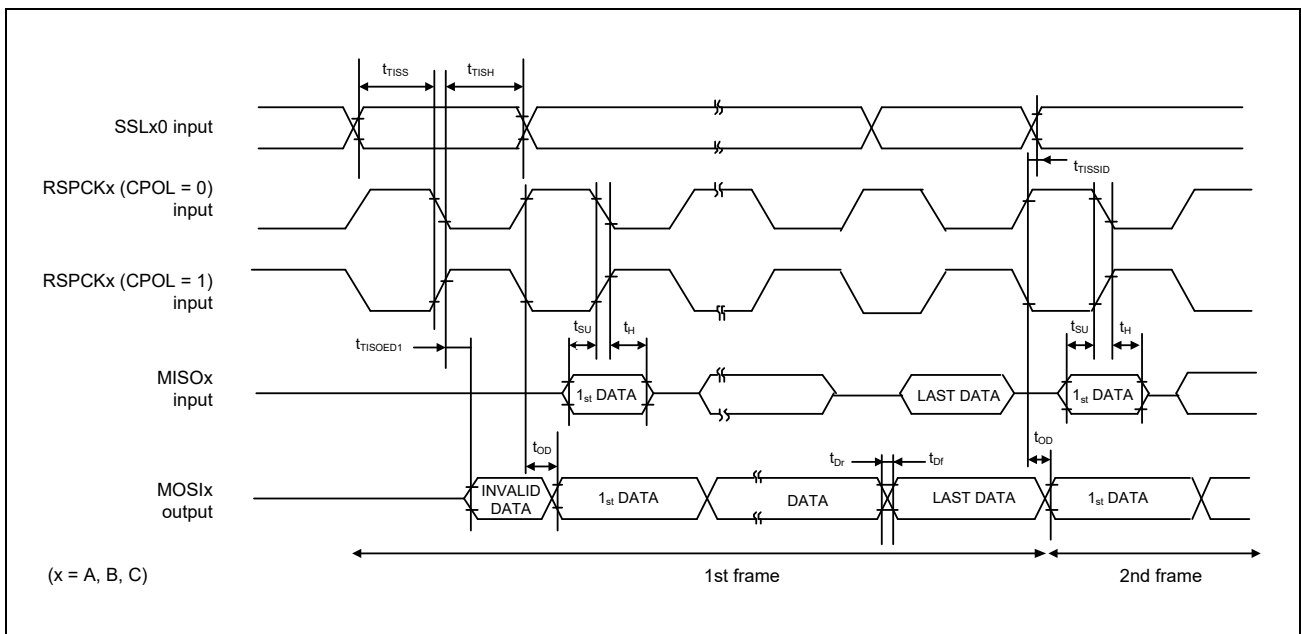 tTISS
tTISH
SSLx0 input
tTISSID
RSPCKx (CPOL = 0)
input
RSPCKx (CPOL = 1)
input
tSU
tH
tSU
tH
tTISOED1
MISOx
input
1st DATA
LAST DATA
1st DATA
tOD
tDr
tDf
tOD
MOSIx
output
INVALID
DATA
1st DATA
DATA
LAST DATA
1st DATA
(x = A, B, C)
1st frame
2nd frame